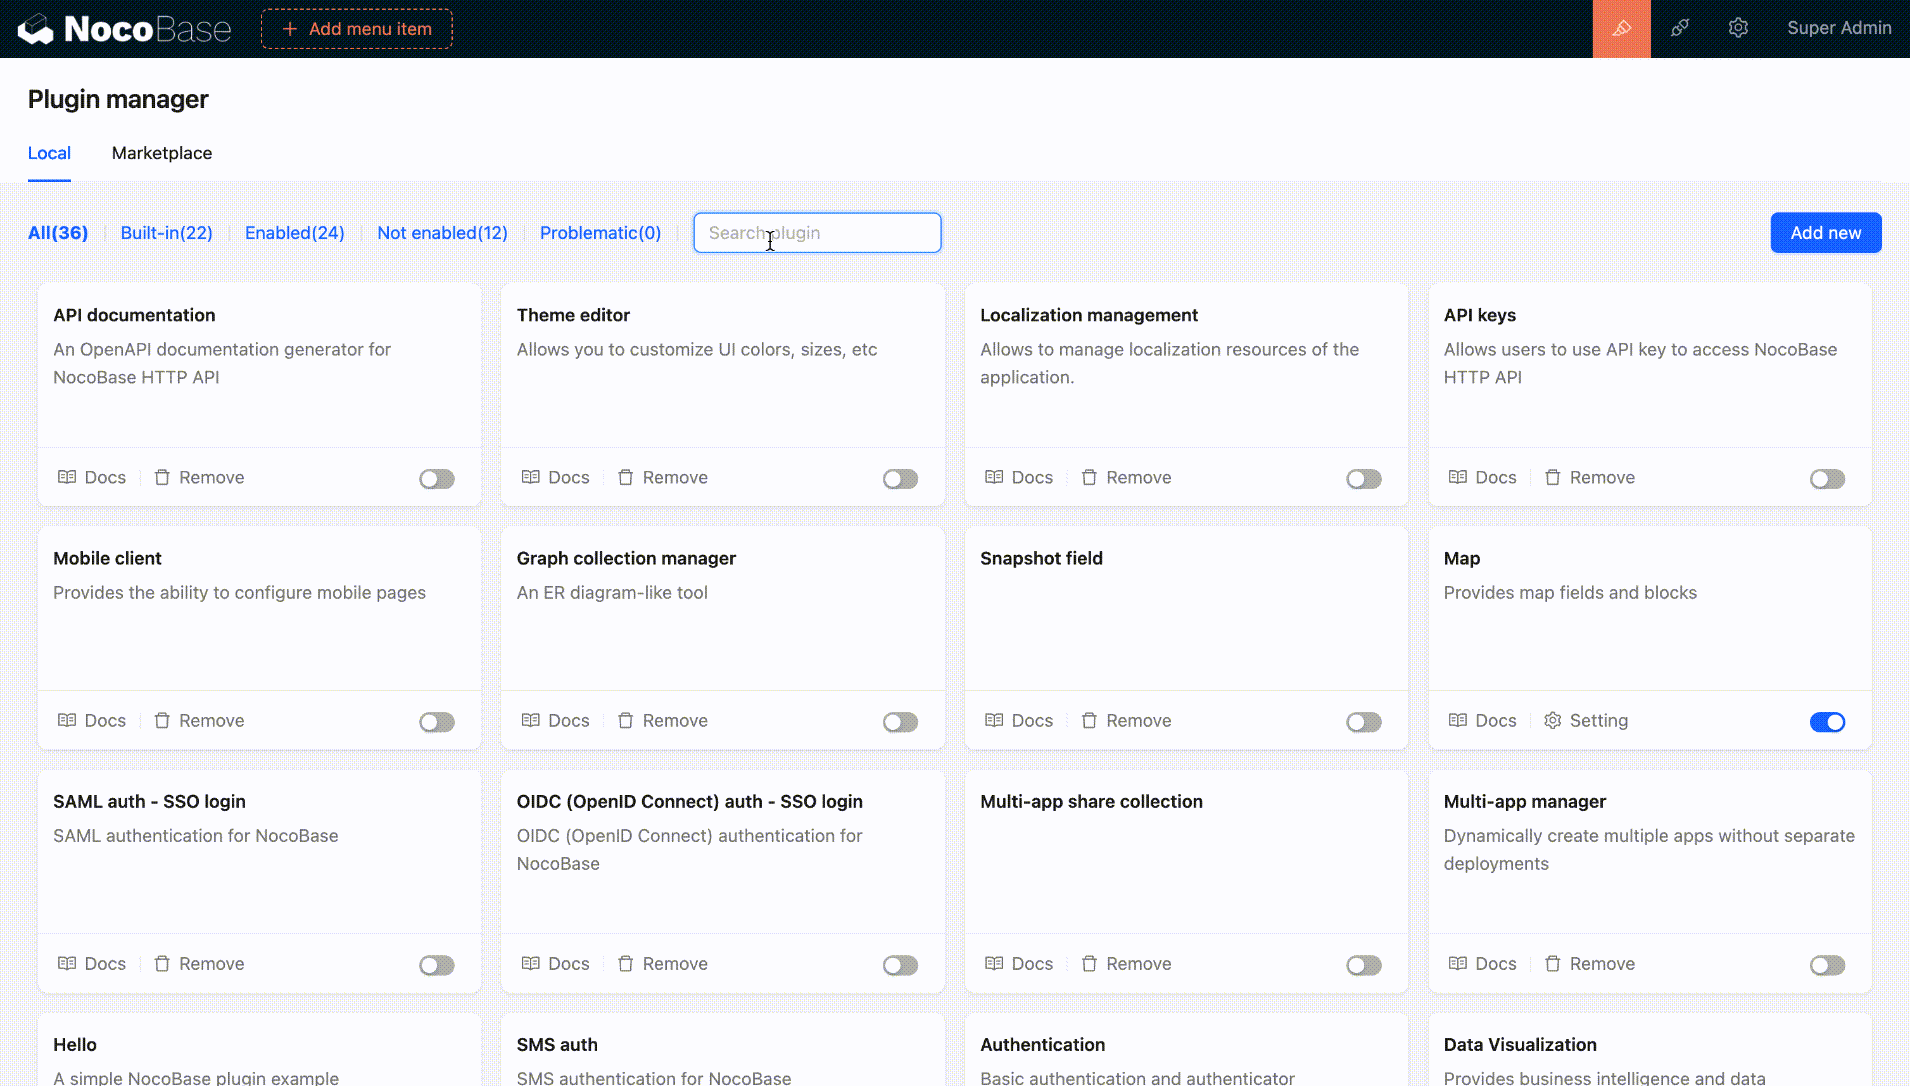 NocoBase
Add menu item
Super Admin
Plugin manager
Local
Marketplace
All(36)
Built-in(22)
Enabled(24)
Not enabled(12)
Problematic(0)
Search plugin
Add new
API documentation
An OpenAPI documentation generator for
NocoBase HTTP API
Docs
Remove
Theme editor
Allows you to customize UI colors, sizes, etc
Docs
Remove
Localization management
Allows to manage localization resources of the
application.
Docs
Remove
API keys
Allows users to use API key to access NocoBase
HTTP API
Docs
Remove
Mobile client
Provides the ability to configure mobile pages
Docs
Remove
Graph collection manager
An ER diagram-like tool
Docs
Remove
Snapshot field
Docs
Remove
Map
Provides map fields and blocks
Docs
Setting
SAML auth - SSO login
SAML authentication for NocoBase
Docs
Remove
OIDC (OpenID Connect) auth - SSO login
OIDC (OpenID Connect) authentication for
NocoBase
Docs
Remove
Multi-app share collection
Docs
Remove
Multi-app manager
Dynamically create multiple apps without separate
deployments
Docs
Remove
Hello
A simple NocoBase plugin example
SMS auth
SMS authentication for NocoBase
Authentication
Basic authentication and authenticator
Data Visualization
Provides business intelligence and data